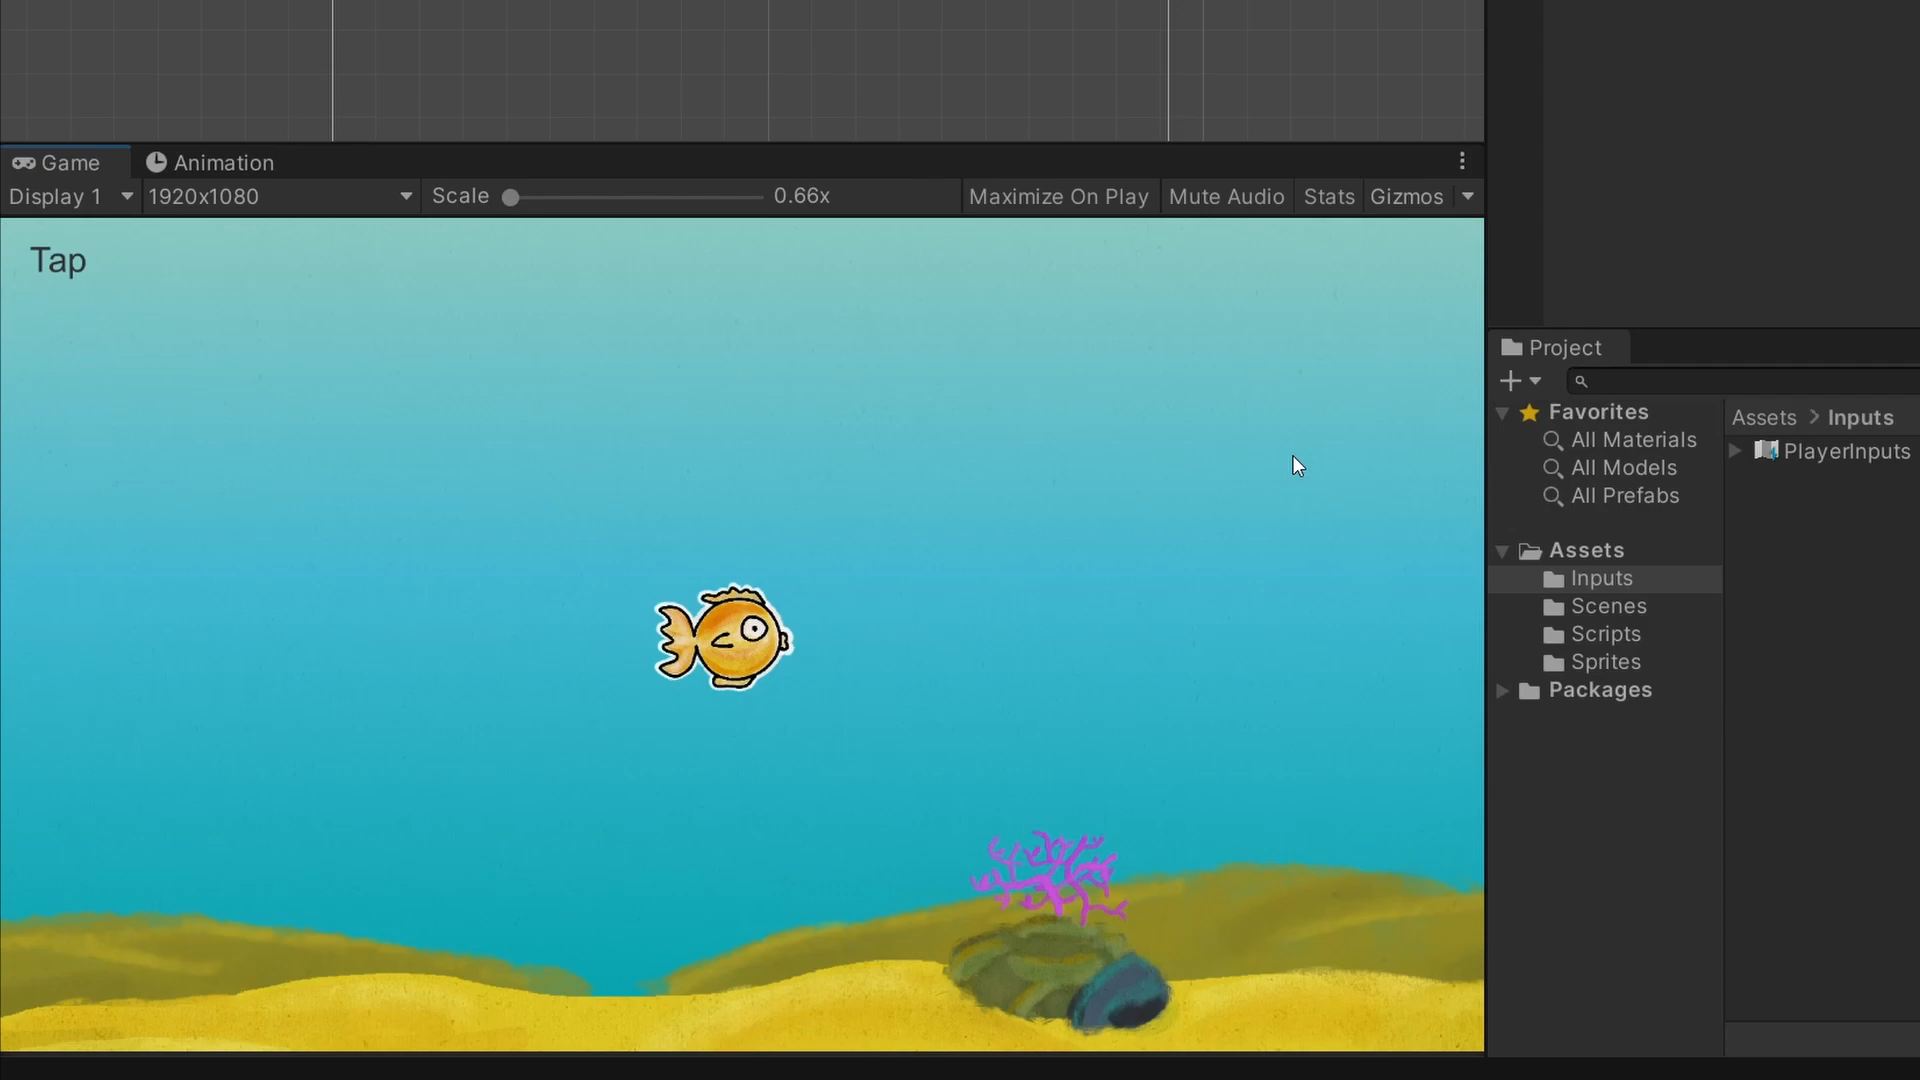 Game
Animation
Display 1
1920x1080
Scale
0.66x
Maximize On Play
Mute Audio
Stats
Gizmos
Tap
Project
Favorites
All Materials
All Models
All Prefabs
Assets
Inputs
Scenes
Scripts
Sprites
Packages
Assets > Inputs
PlayerInputs